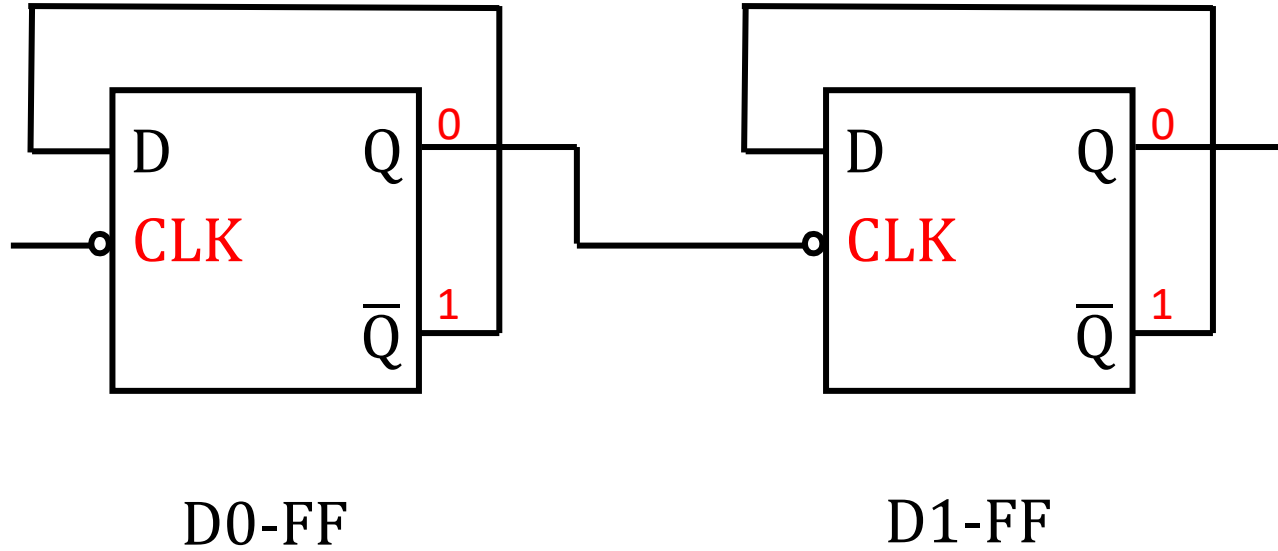 0 0
D Q D Q
CLK CLK
1 1
Q̅ Q̅
D0-FF D1-FF